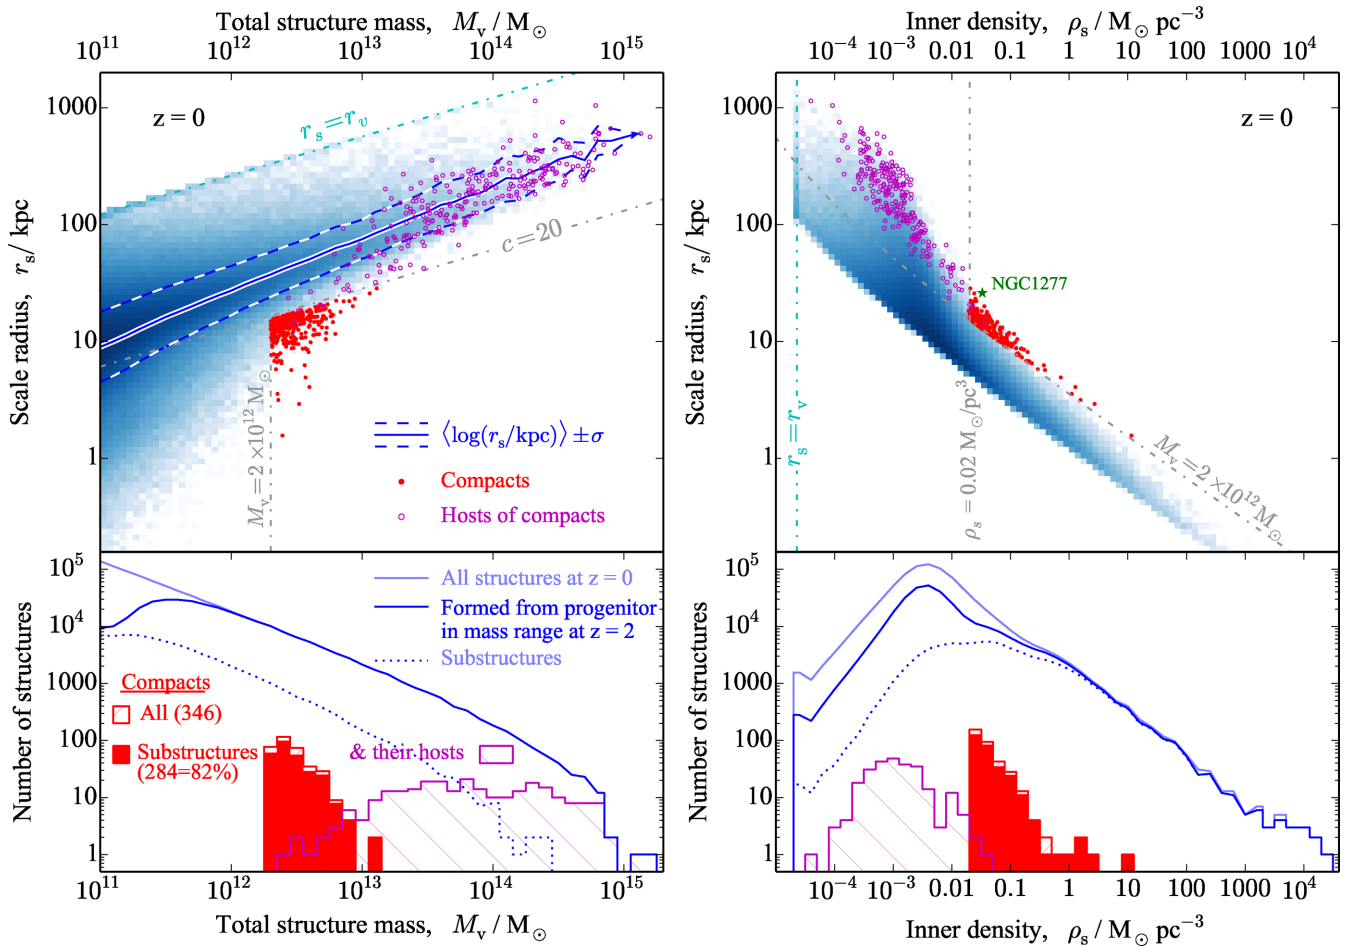 Total structure mass, M_v / M_⊙
10^11 10^12 10^13 10^14 10^15
Inner density, ρ_s / M_⊙ pc^−3
10^−4 10^−3 0.01 0.1 1 10 100 1000 10^4
Scale radius, r_s / kpc
1000
100
10
1
z = 0
r_s = r_v
c = 20
M_v = 2 × 10^12 M_⊙
⟨log(r_s/kpc)⟩ ± σ
Compacts
Hosts of compacts
Scale radius, r_s / kpc
1000
100
10
1
z = 0
NGC1277
r_s = r_v
ρ_s = 0.02 M_⊙/pc^3
M_v = 2 × 10^12 M_⊙
Number of structures
10^5
10^4
1000
100
10
1
All structures at z = 0
Formed from progenitor
in mass range at z = 2
Substructures
Compacts
All (346)
Substructures
(284=82%)
& their hosts
10^11 10^12 10^13 10^14 10^15
Total structure mass, M_v / M_⊙
Number of structures
10^5
10^4
1000
100
10
1
10^−4 10^−3 0.01 0.1 1 10 100 1000 10^4
Inner density, ρ_s / M_⊙ pc^−3